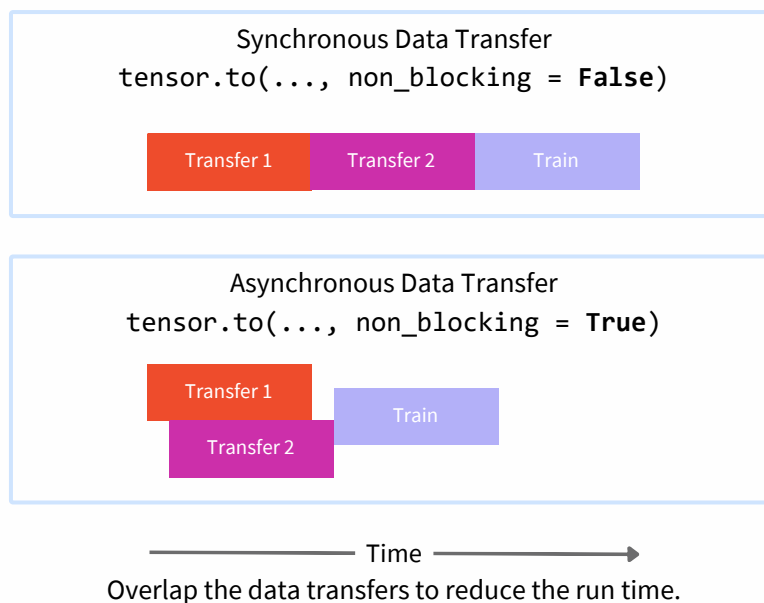 Synchronous Data Transfer
tensor.to(..., non_blocking = False)
Transfer 1 Transfer 2 Train
Asynchronous Data Transfer
tensor.to(..., non_blocking = True)
Transfer 1
Train
Transfer 2
Time
Overlap the data transfers to reduce the run time.